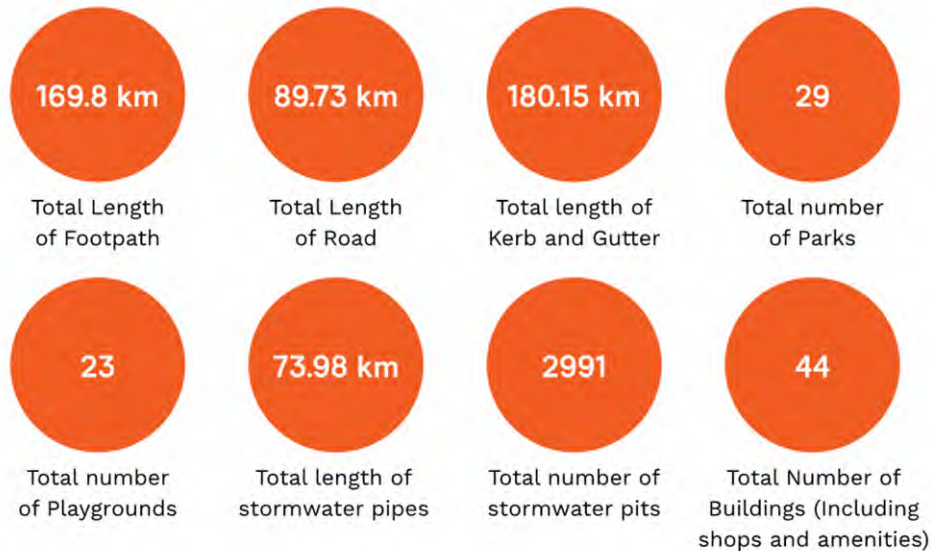 169.8 km
Total Length
of Footpath
89.73 km
Total Length
of Road
180.15 km
Total length of
Kerb and Gutter
29
Total number
of Parks
23
Total number
of Playgrounds
73.98 km
Total length of
stormwater pipes
2991
Total number of
stormwater pits
44
Total Number of
Buildings (Including
shops and amenities)